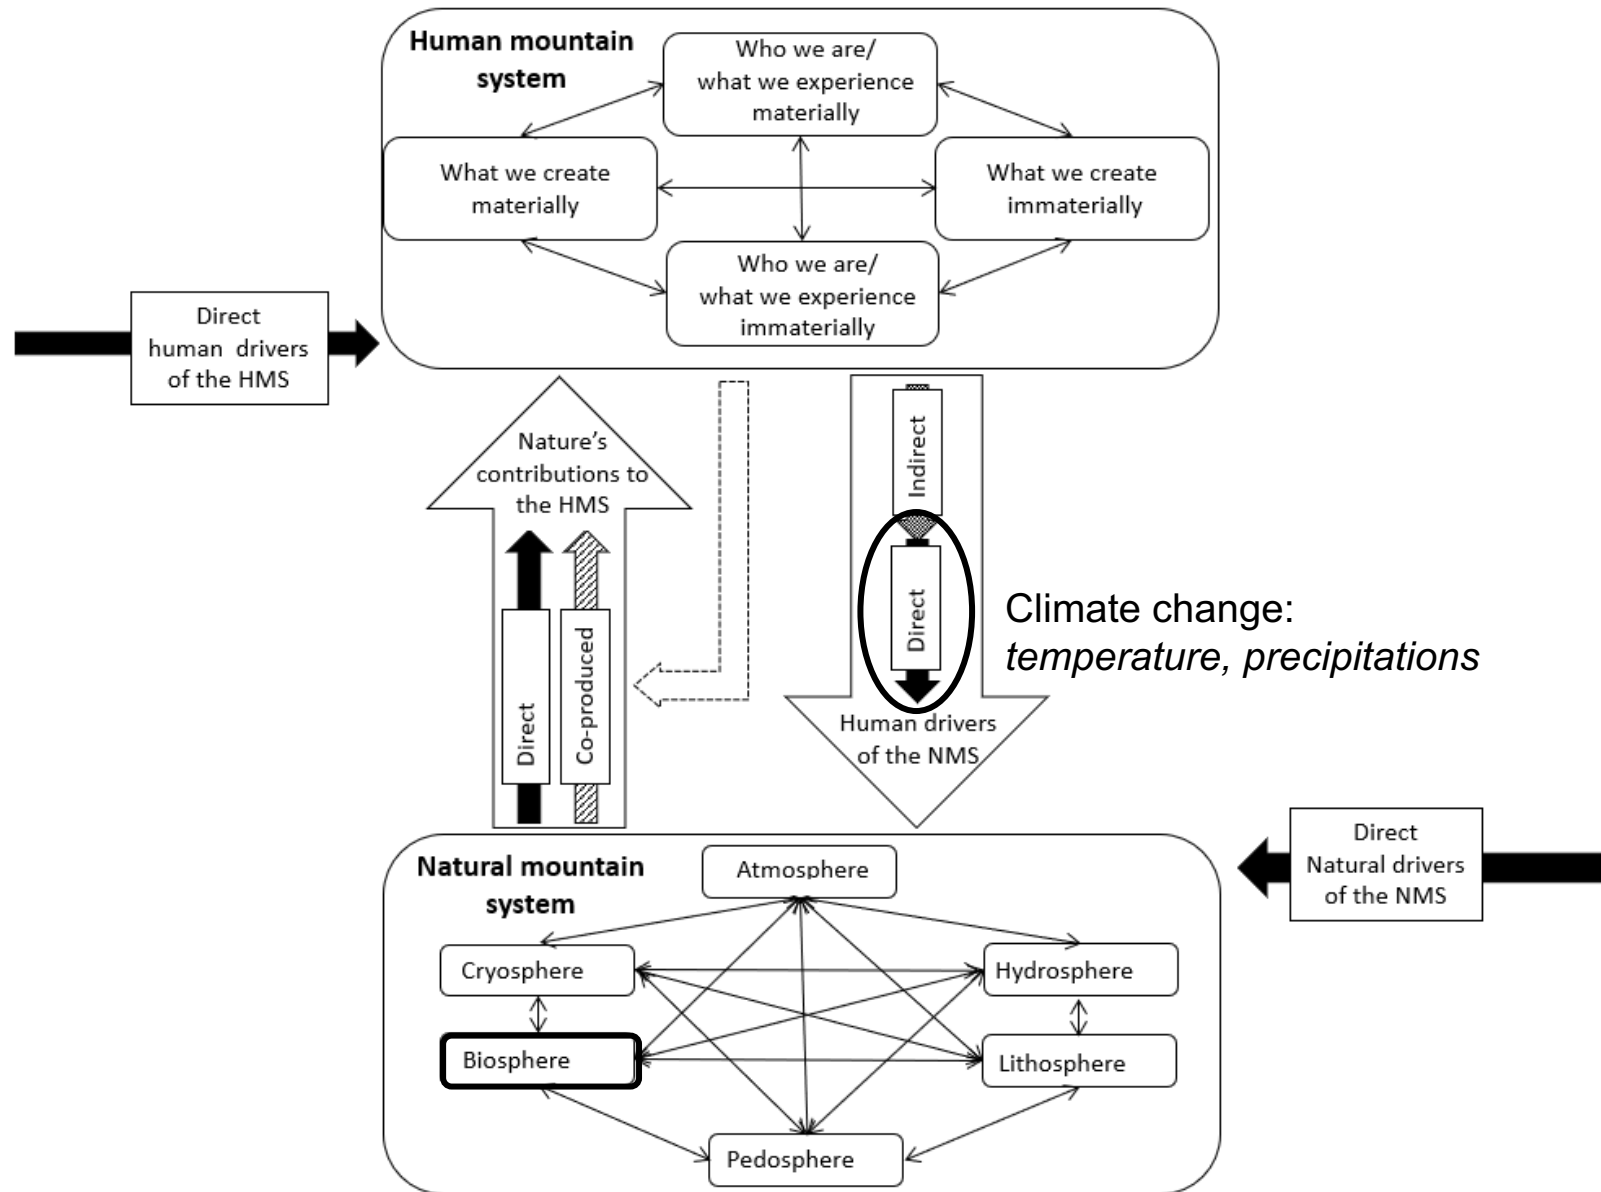 Human mountain
system
Who we are/
what we experience
materially
What we create
materially
What we create
immaterially
Who we are/
what we experience
immaterially
Direct
human drivers
of the HMS
Nature's
contributions to
the HMS
Direct
Co-produced
Indirect
Direct
Climate change:
temperature, precipitations
Human drivers
of the NMS
Direct
Natural drivers
of the NMS
Natural mountain
system
Atmosphere
Cryosphere
Hydrosphere
Biosphere
Lithosphere
Pedosphere